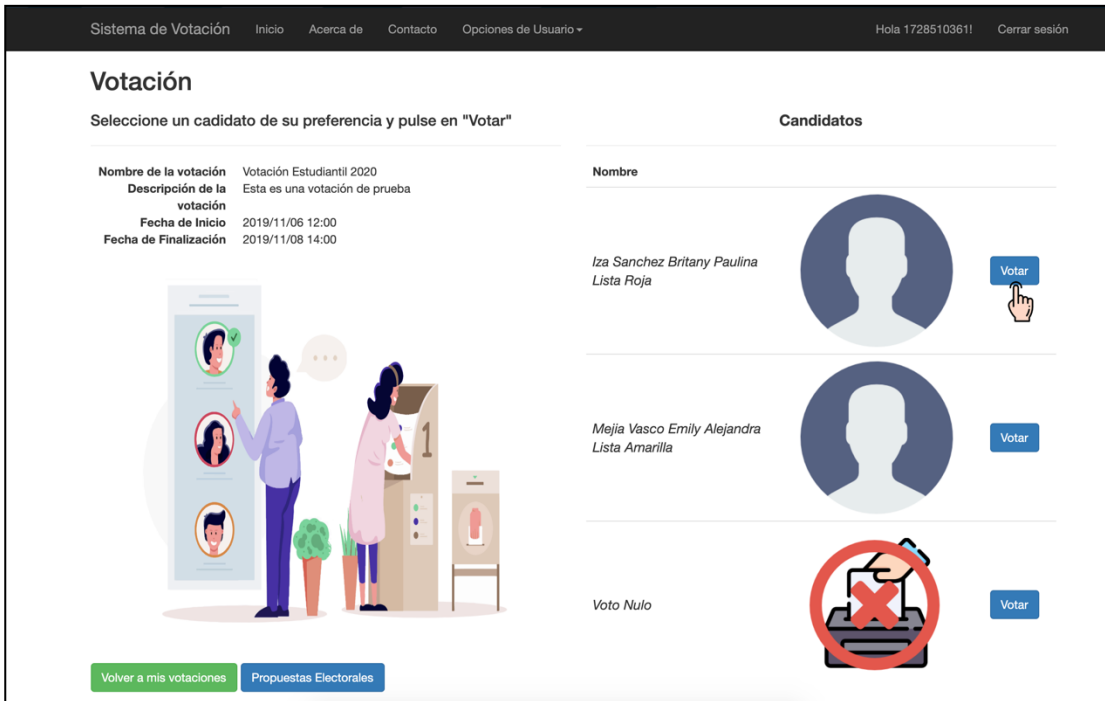 Sistema de Votación Inicio Acerca de Contacto Opciones de Usuario Hola 1728510361! Cerrar sesión
Votación
Seleccione un cadidato de su preferencia y pulse en "Votar"
Nombre de la votación Votación Estudiantil 2020
Descripción de la Esta es una votación de prueba
votación
Fecha de Inicio 2019/11/06 12:00
Fecha de Finalización 2019/11/08 14:00
1
Volver a mis votaciones Propuestas Electorales
Candidatos
Nombre
Iza Sanchez Britany Paulina
Lista Roja
Votar
Mejia Vasco Emily Alejandra
Lista Amarilla
Votar
Voto Nulo
Votar